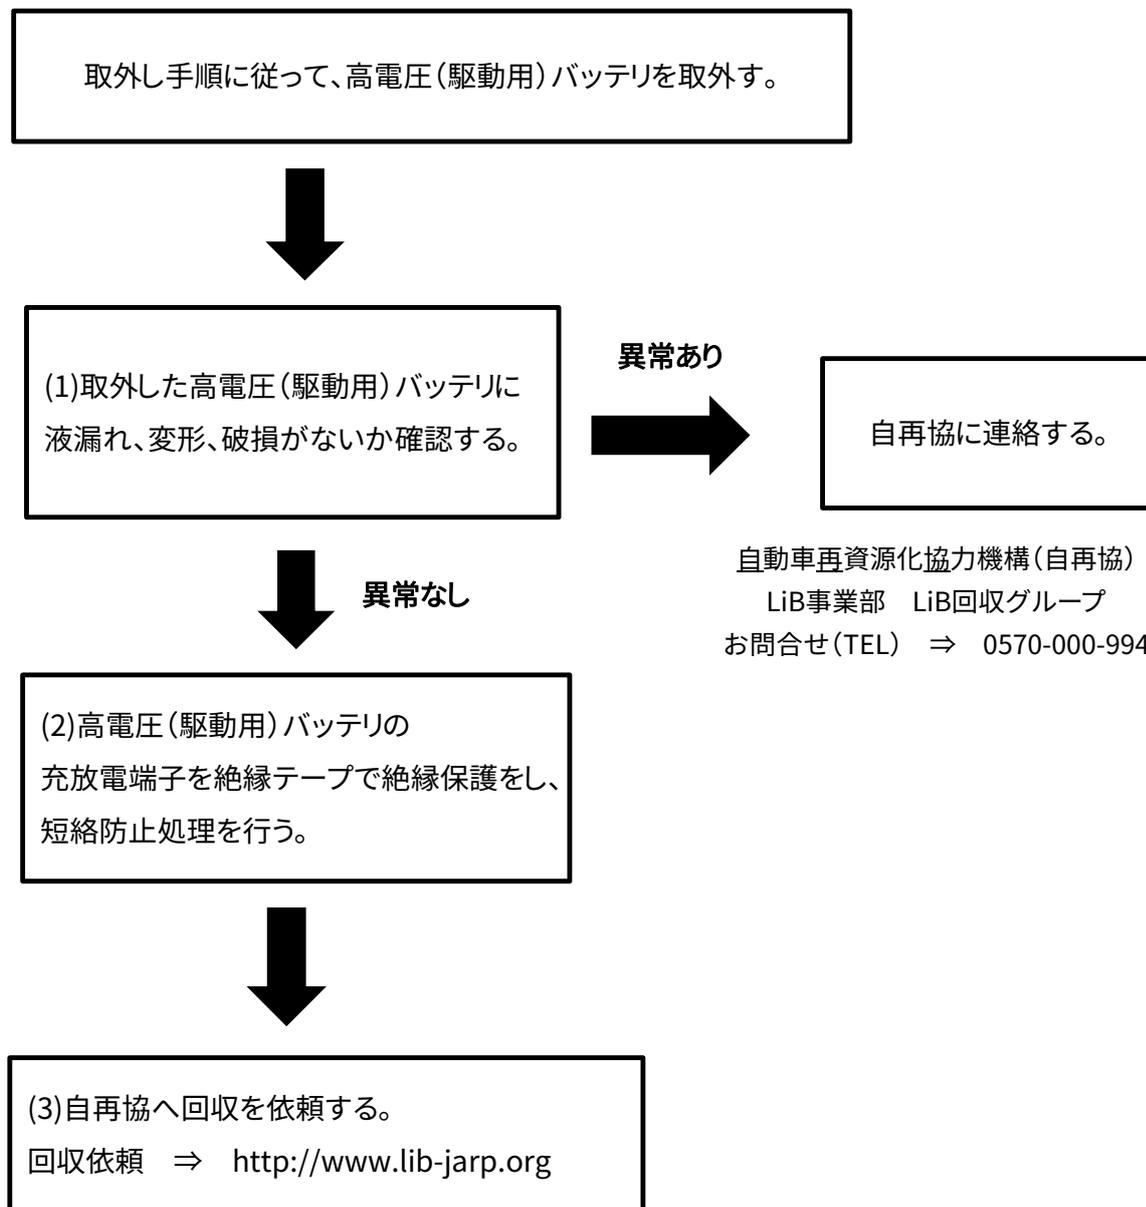 取外し手順に従って、高電圧（駆動用）バッテリを取外す。
(1)取外した高電圧（駆動用）バッテリに
液漏れ、変形、破損がないか確認する。
異常あり
自再協に連絡する。
自動車再資源化協力機構（自再協）
LiB事業部　LiB回収グループ
お問合せ（TEL）　⇒　0570-000-994
異常なし
(2)高電圧（駆動用）バッテリの
充放電端子を絶縁テープで絶縁保護をし、
短絡防止処理を行う。
(3)自再協へ回収を依頼する。
回収依頼　⇒　http://www.lib-jarp.org